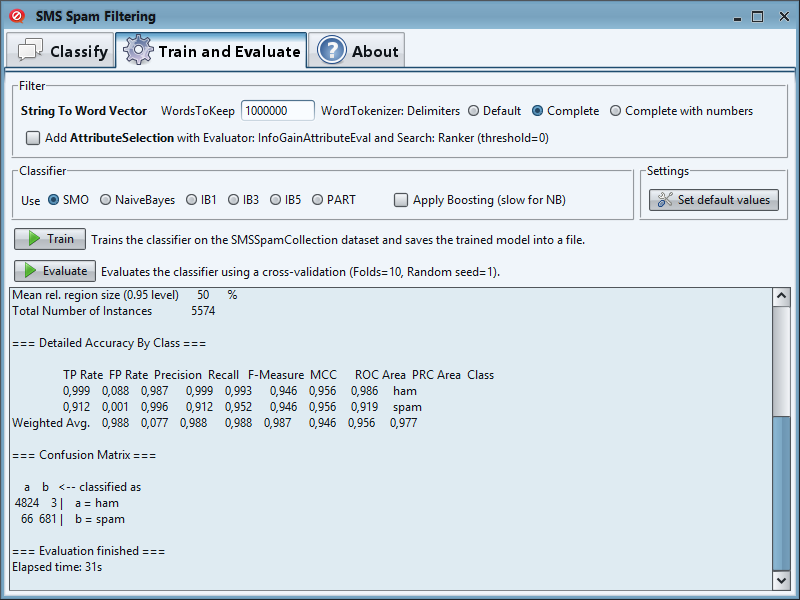 SMS Spam Filtering
Classify Train and Evaluate ? About
Filter
String To Word Vector WordsToKeep 1000000 WordTokenizer: Delimiters Default Complete Complete with numbers
Add AttributeSelection with Evaluator: InfoGainAttributeEval and Search: Ranker (threshold=0)
Classifier Settings
Use SMO NaiveBayes IB1 IB3 IB5 PART Apply Boosting (slow for NB) Set default values
Train Trains the classifier on the SMSSpamCollection dataset and saves the trained model into a file.
Evaluate Evaluates the classifier using a cross-validation (Folds=10, Random seed=1).
Mean rel. region size (0.95 level) 50 %
Total Number of Instances 5574
=== Detailed Accuracy By Class ===
TP Rate FP Rate Precision Recall F-Measure MCC ROC Area PRC Area Class
0,999 0,088 0,987 0,999 0,993 0,946 0,956 0,986 ham
0,912 0,001 0,996 0,912 0,952 0,946 0,956 0,919 spam
Weighted Avg. 0,988 0,077 0,988 0,988 0,987 0,946 0,956 0,977
=== Confusion Matrix ===
a b <-- classified as
4824 3 | a = ham
66 681 | b = spam
=== Evaluation finished ===
Elapsed time: 31s